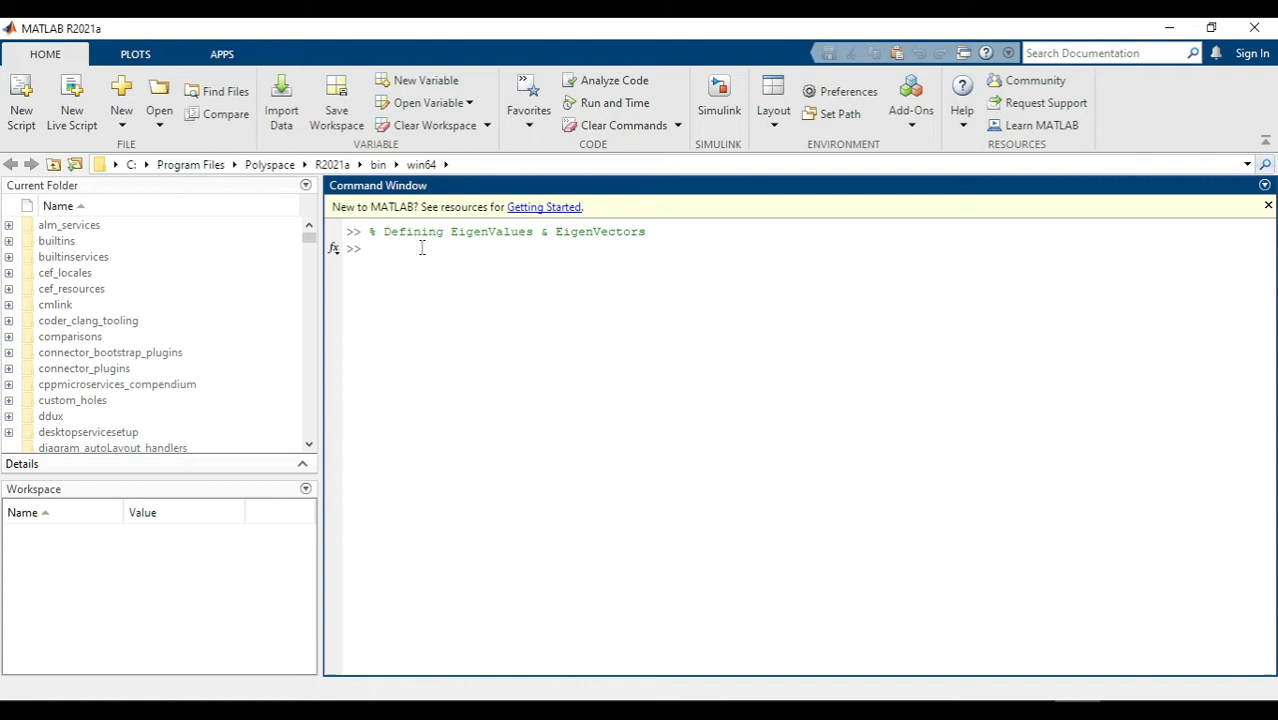 MATLAB R2021a
HOME PLOTS APPS
Search Documentation Sign In
New Script
New Live Script
New
Open
Find Files
Compare
FILE
Import Data
Save Workspace
New Variable
Open Variable
Clear Workspace
VARIABLE
Favorites
Analyze Code
Run and Time
Clear Commands
CODE
Simulink
SIMULINK
Layout
Preferences
Set Path
Add-Ons
ENVIRONMENT
Help
Community
Request Support
Learn MATLAB
RESOURCES
C: Program Files Polyspace R2021a bin win64
Current Folder
Name
alm_services
builtins
builtinservices
cef_locales
cef_resources
cmlink
coder_clang_tooling
comparisons
connector_bootstrap_plugins
connector_plugins
cppmicroservices_compendium
custom_holes
ddux
desktopservicesetup
diagram_autoLayout_handlers
Details
Workspace
Name Value
Command Window
New to MATLAB? See resources for Getting Started.
>> % Defining EigenValues & EigenVectors
fx >>